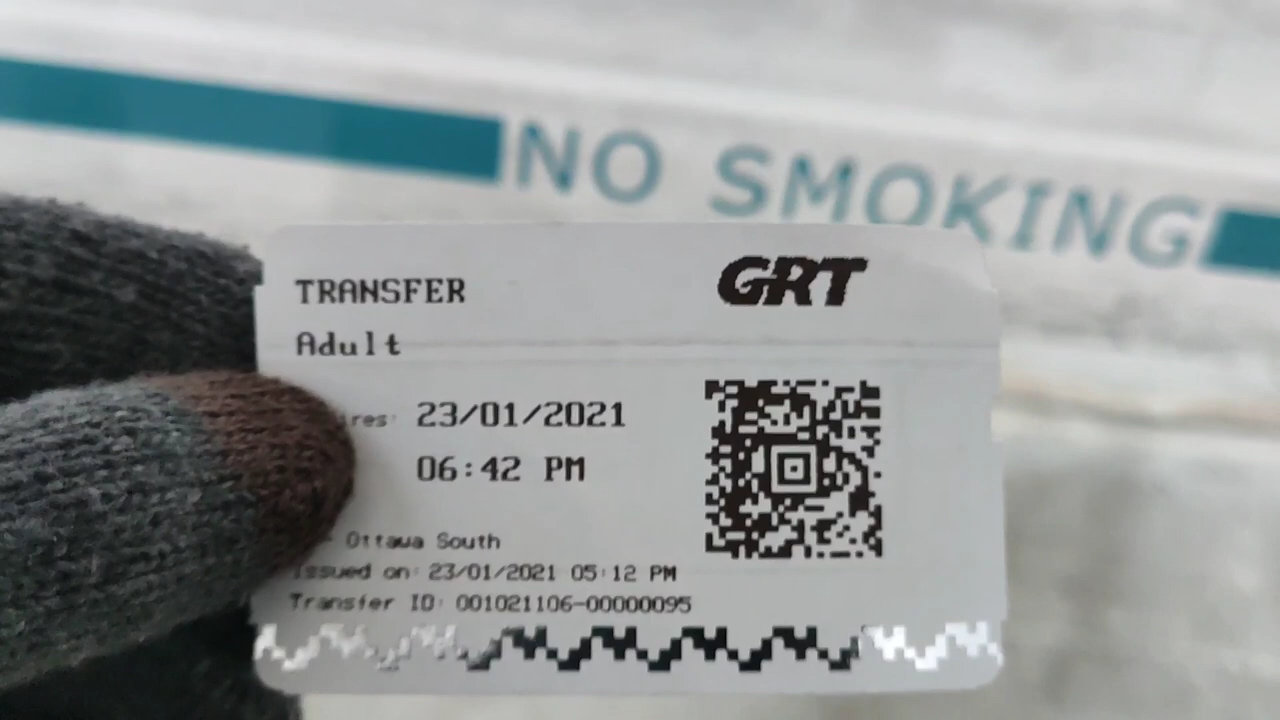 NO SMOKING
TRANSFER
GRT
Adult
ires: 23/01/2021
06:42 PM
- Ottawa South
Issued on: 23/01/2021 05:12 PM
Transfer ID: 001021106-00000095